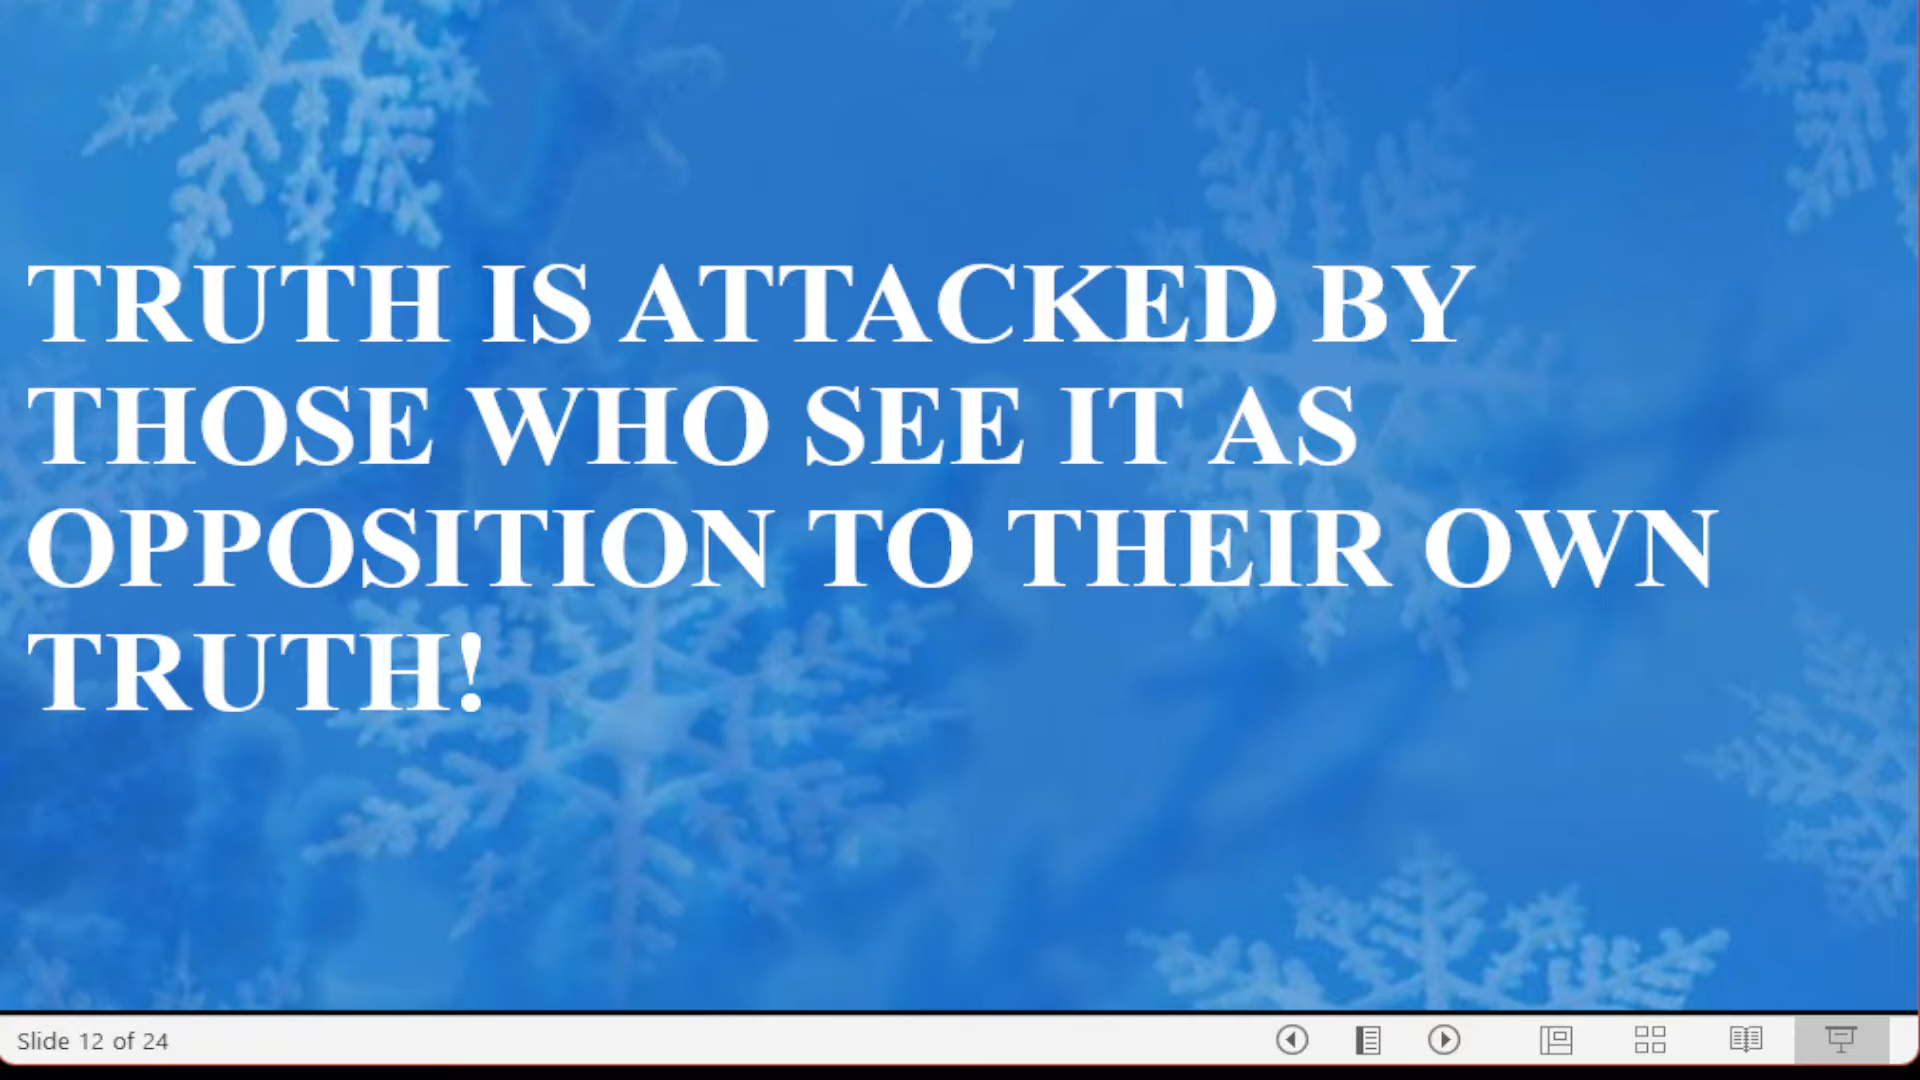 TRUTH IS ATTACKED BY
THOSE WHO SEE IT AS
OPPOSITION TO THEIR OWN
TRUTH!
Slide 12 of 24